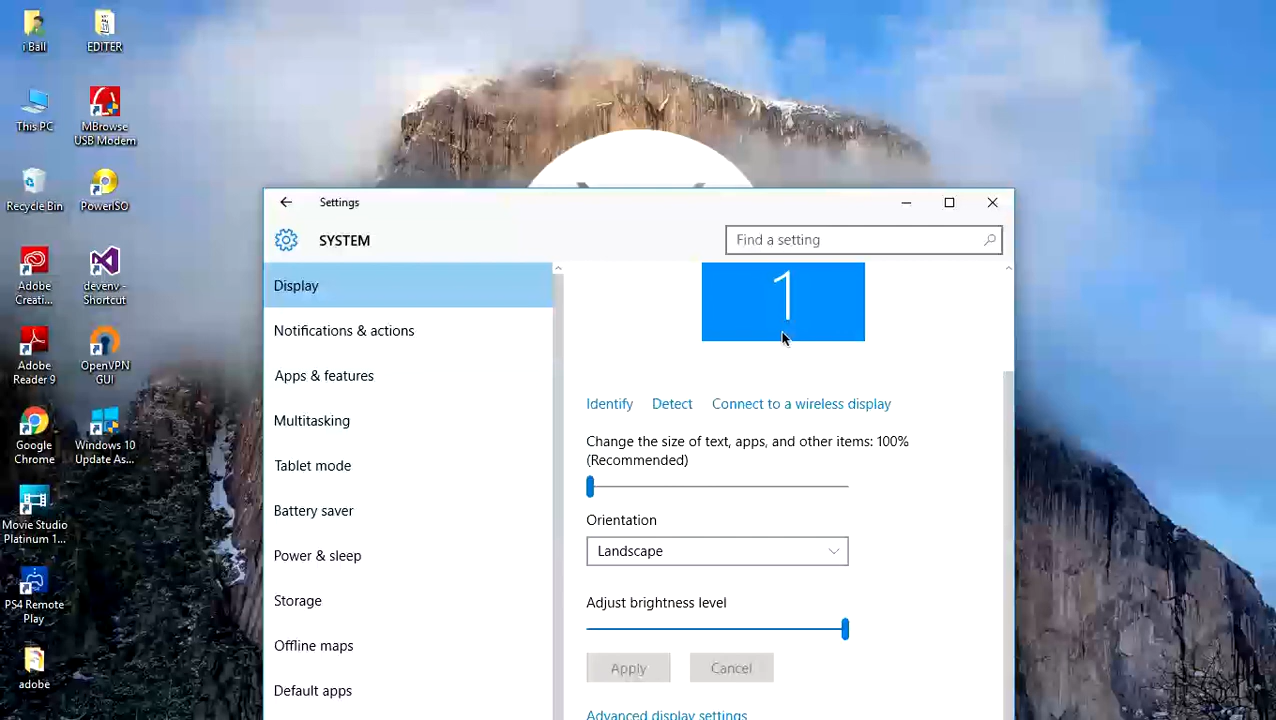 i Ball
EDITER
This PC
MBrowse
USB Modem
Recycle Bin
PowerISO
Adobe
Creati...
devenv -
Shortcut
Adobe
Reader 9
OpenVPN
GUI
Google
Chrome
Windows 10
Update As...
Movie Studio
Platinum 1...
PS4 Remote
Play
adobe
Settings
SYSTEM
Find a setting
Display
Notifications & actions
Apps & features
Multitasking
Tablet mode
Battery saver
Power & sleep
Storage
Offline maps
Default apps
1
Identify
Detect
Connect to a wireless display
Change the size of text, apps, and other items: 100%
(Recommended)
Orientation
Landscape
Adjust brightness level
Apply
Cancel
Advanced display settings